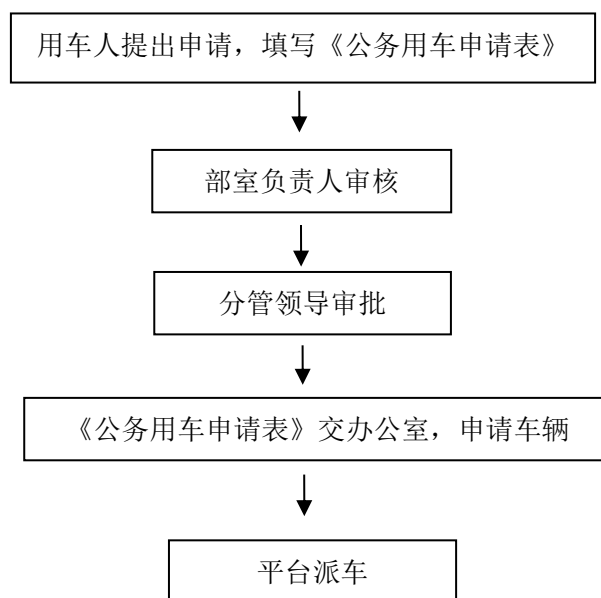 用车人提出申请，填写《公务用车申请表》
部室负责人审核
分管领导审批
《公务用车申请表》交办公室，申请车辆
平台派车